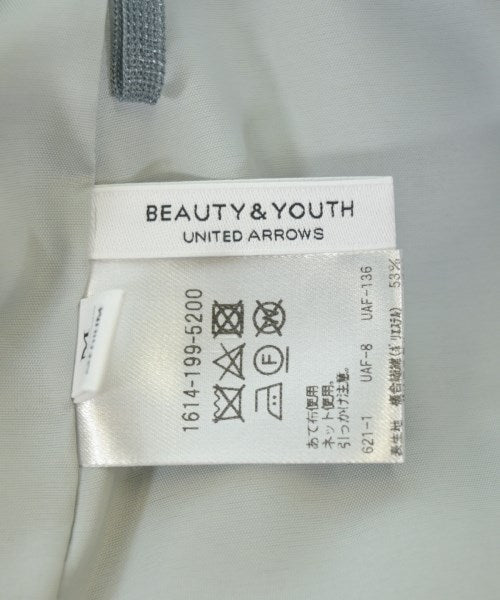 BEAUTY & YOUTH
UNITED ARROWS
M
MEDIUM
1614-199-5200
F
あて布使用
ネット使用。
引っかけ注意。
621-1 UAF-8 UAF-136
表生地 複合繊維(ﾎﾟﾘｴｽﾃﾙ) 53%